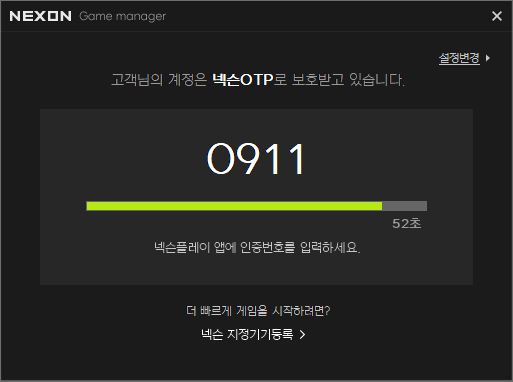 NEXON Game manager
설정변경
고객님의 계정은 넥슨OTP로 보호받고 있습니다.
0911
52초
넥슨플레이 앱에 인증번호를 입력하세요.
더 빠르게 게임을 시작하려면?
넥슨 지정기기등록 >